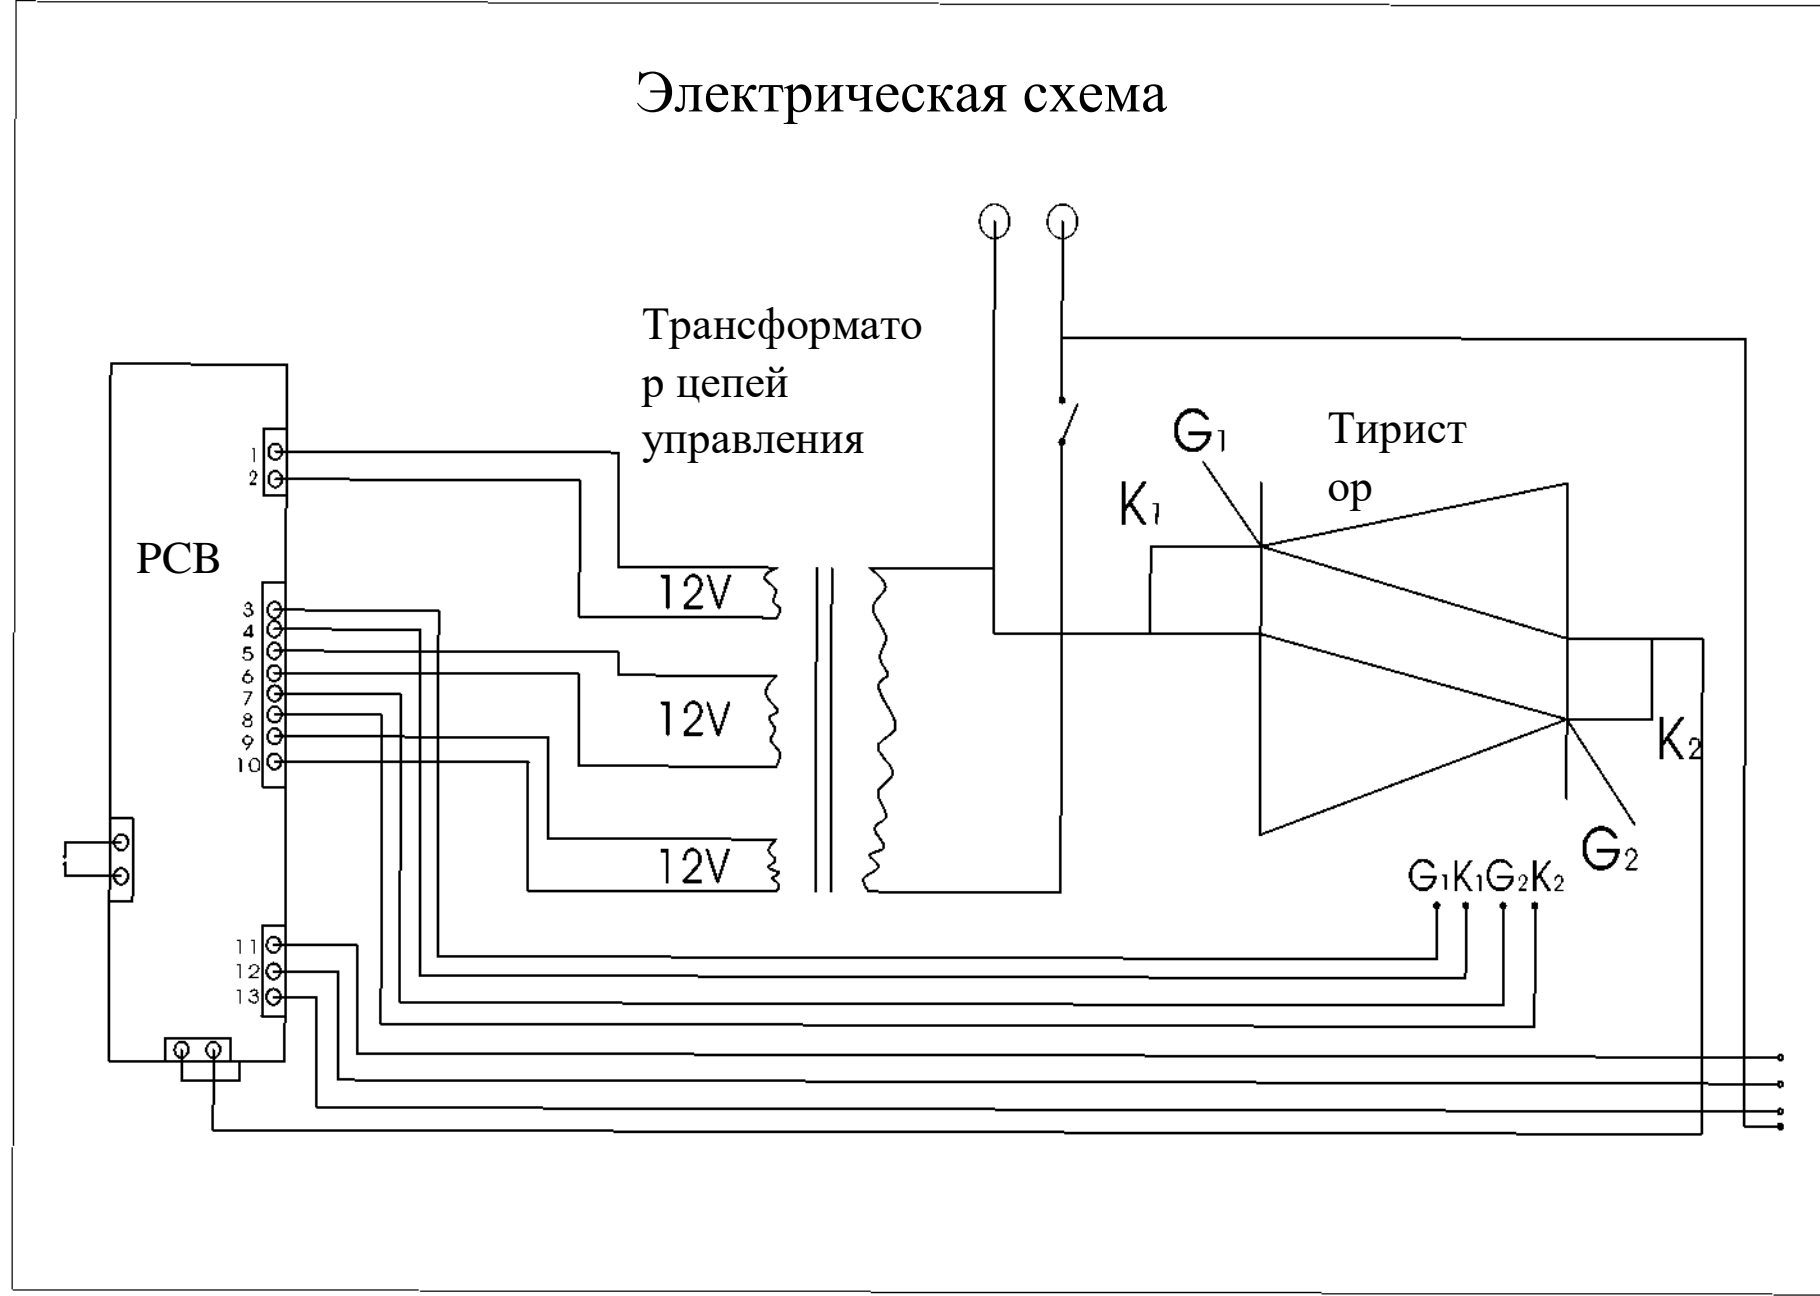 Электрическая схема
Трансформато
р цепей
управления
G1
Тирист
ор
K1
1
2
РСВ
12V
3
4
5
6
7
8
9
10
12V
K2
12V
G2
G1K1G2K2
11
12
13